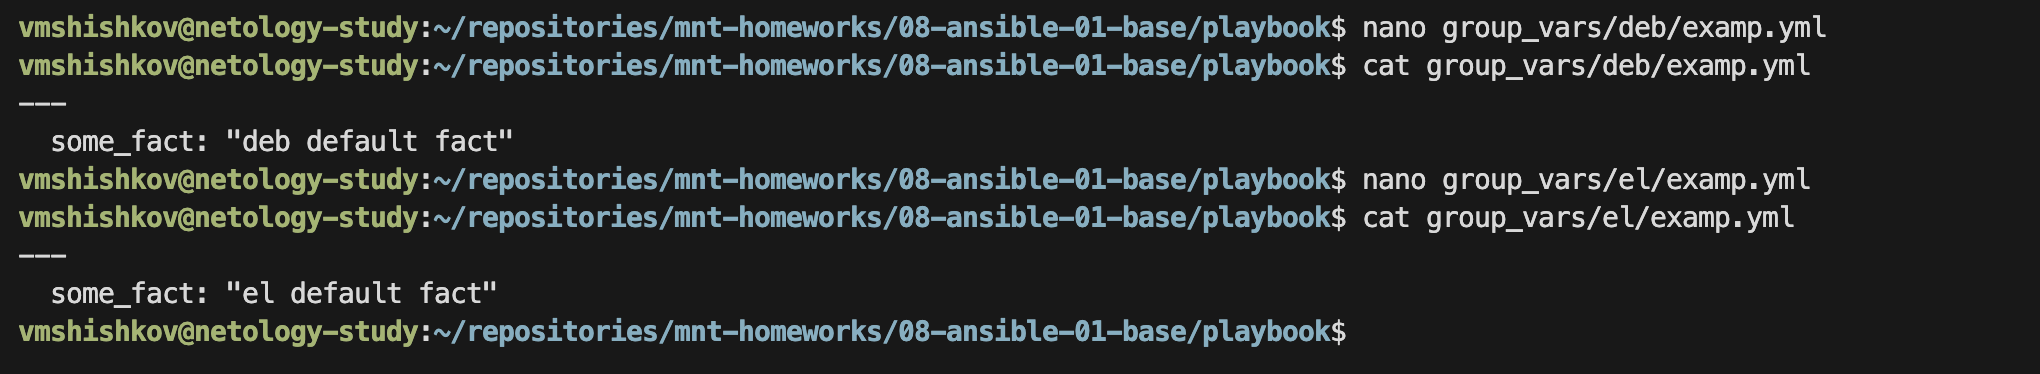 vmshishkov@netology-study:~/repositories/mnt-homeworks/08-ansible-01-base/playbook$ nano group_vars/deb/examp.yml
vmshishkov@netology-study:~/repositories/mnt-homeworks/08-ansible-01-base/playbook$ cat group_vars/deb/examp.yml
---
  some_fact: "deb default fact"
vmshishkov@netology-study:~/repositories/mnt-homeworks/08-ansible-01-base/playbook$ nano group_vars/el/examp.yml
vmshishkov@netology-study:~/repositories/mnt-homeworks/08-ansible-01-base/playbook$ cat group_vars/el/examp.yml
---
  some_fact: "el default fact"
vmshishkov@netology-study:~/repositories/mnt-homeworks/08-ansible-01-base/playbook$